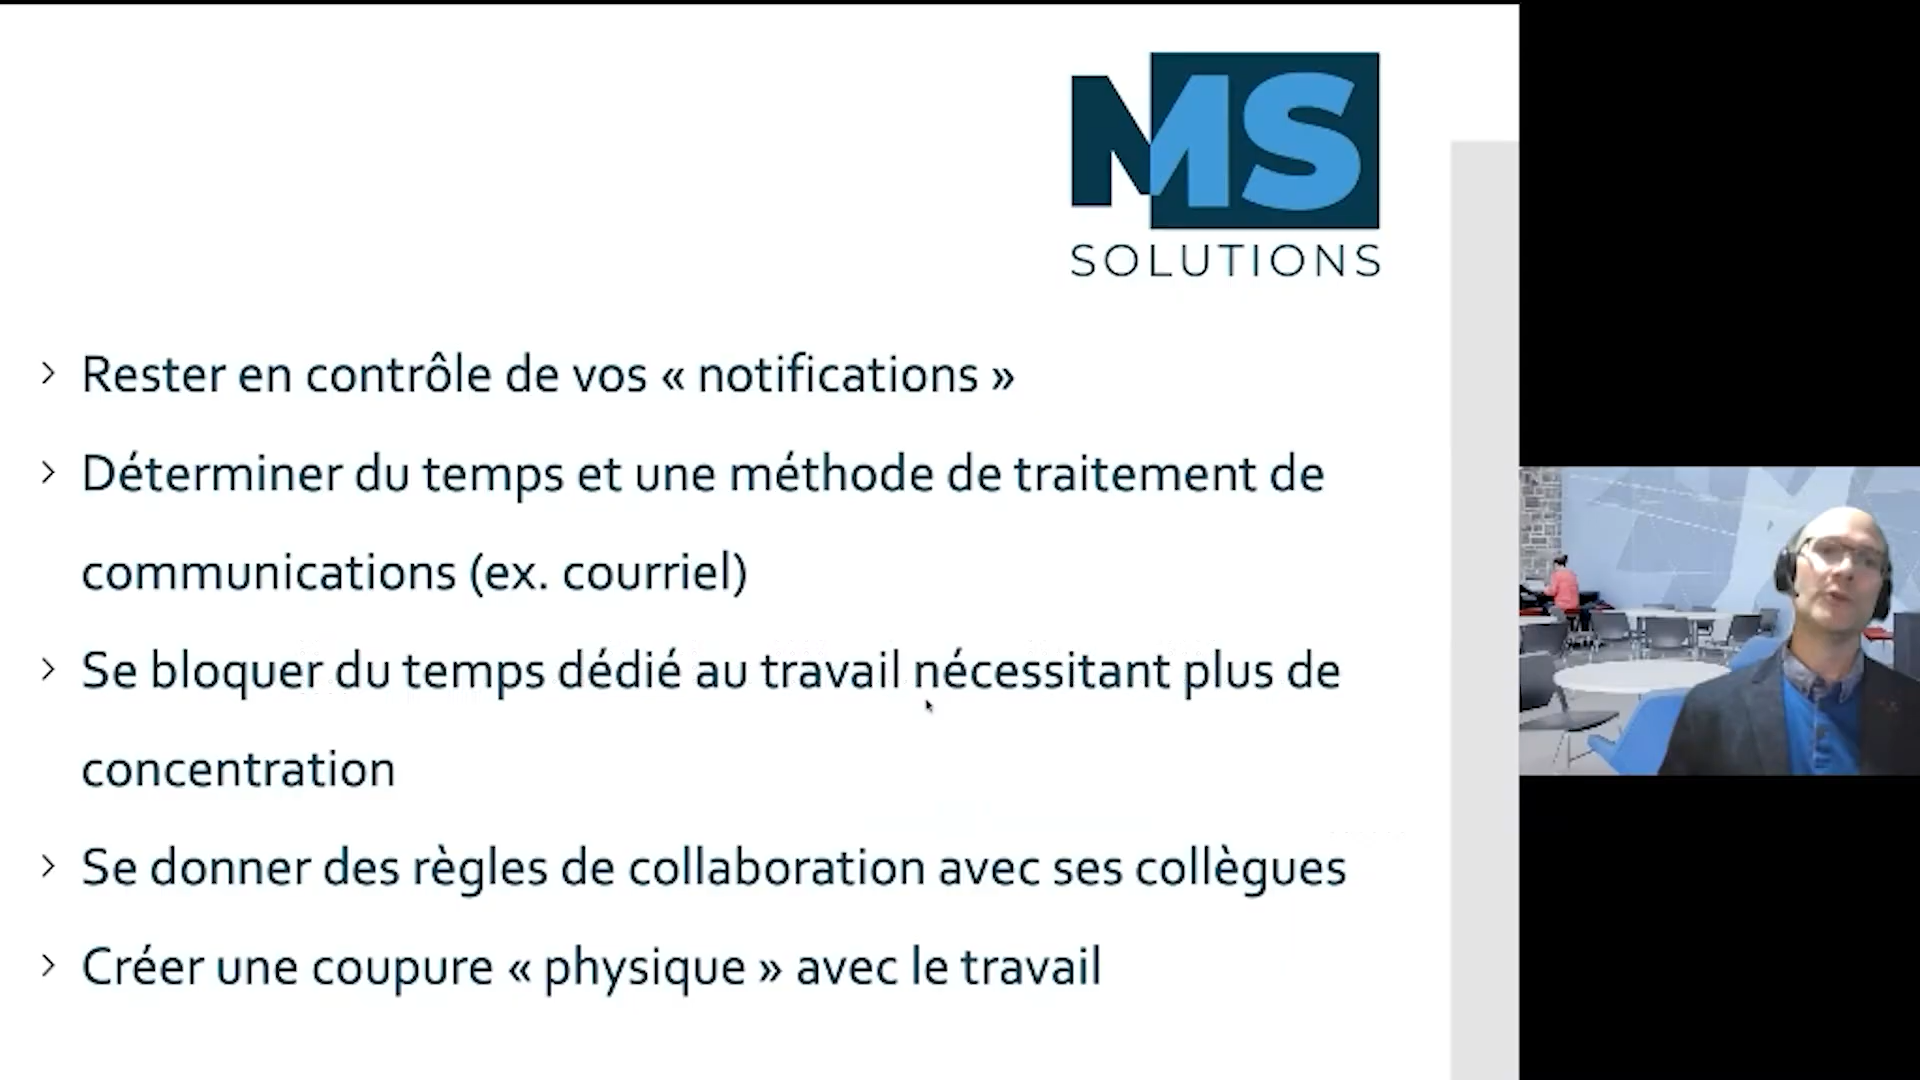 MS
SOLUTIONS
› Rester en contrôle de vos « notifications »
› Déterminer du temps et une méthode de traitement de
communications (ex. courriel)
› Se bloquer du temps dédié au travail nécessitant plus de
concentration
› Se donner des règles de collaboration avec ses collègues
› Créer une coupure « physique » avec le travail